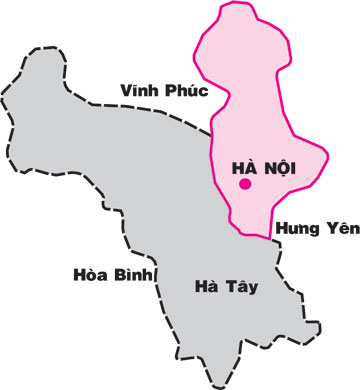 Vĩnh Phúc
HÀ NỘI
Hưng Yên
Hòa Bình
Hà Tây